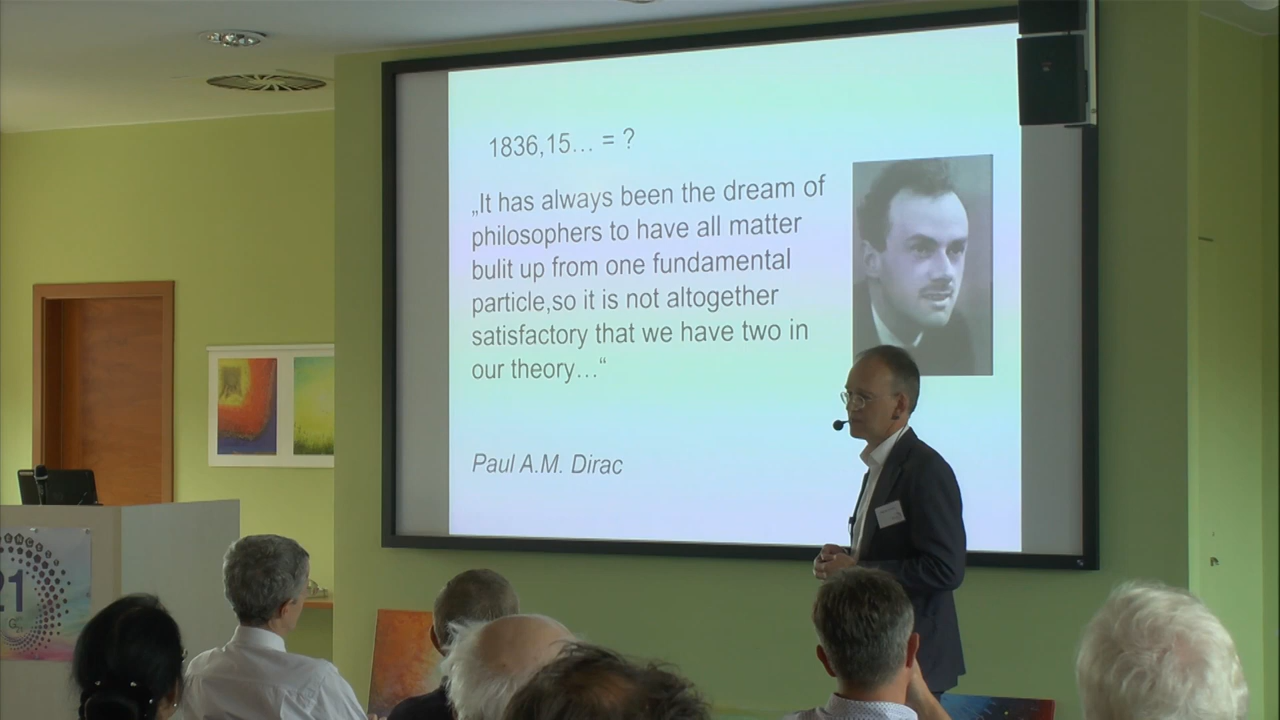 1836,15... = ?
„It has always been the dream of
philosophers to have all matter
bulit up from one fundamental
particle,so it is not altogether
satisfactory that we have two in
our theory...“
Paul A.M. Dirac
21